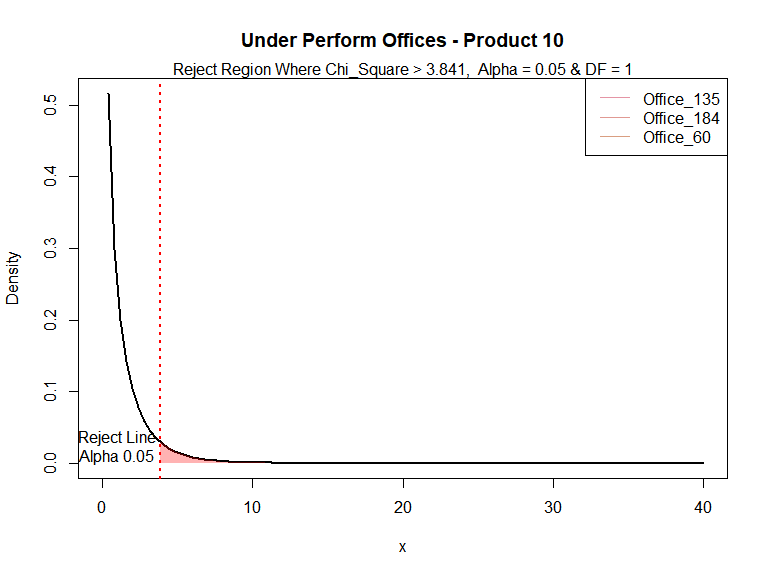 Under Perform Offices - Product 10
Reject Region Where Chi_Square > 3.841,  Alpha = 0.05 & DF = 1
Office_135
Office_184
Office_60
Density
0.5
0.4
0.3
0.2
0.1
0.0
Reject Line
Alpha 0.05
0
10
20
30
40
x